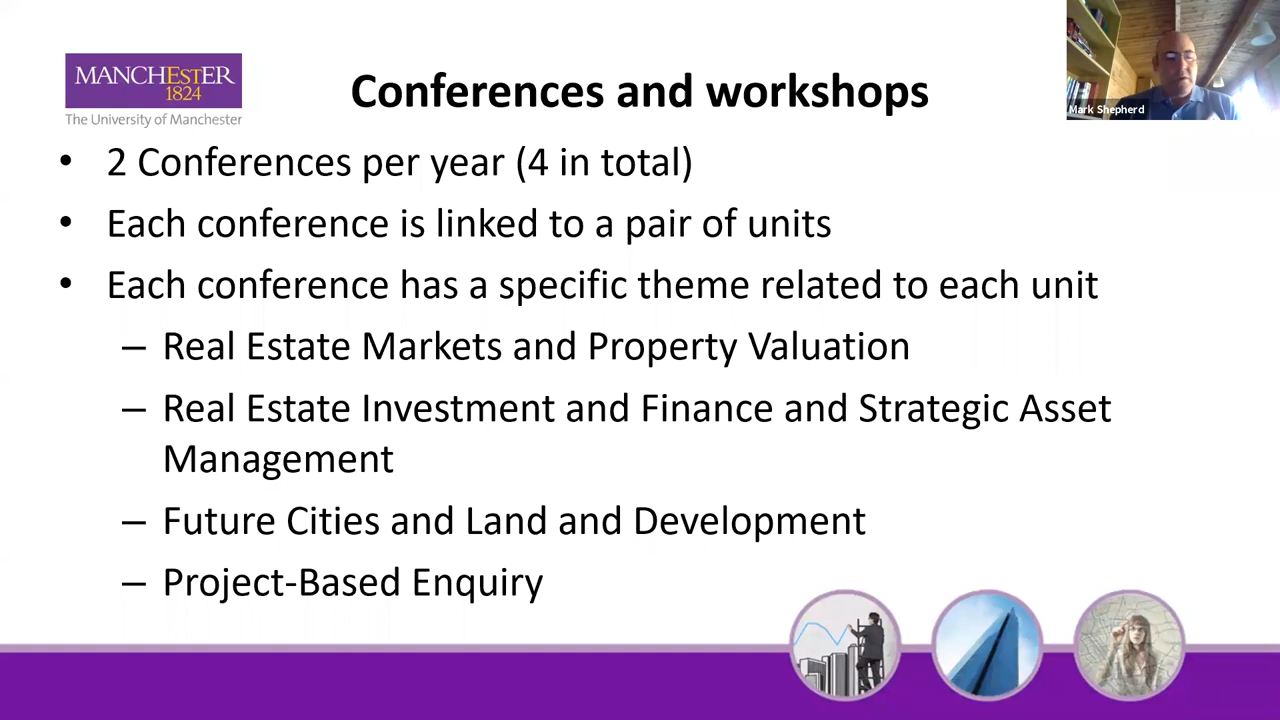 MANCHESTER
1824
The University of Manchester
Conferences and workshops
Mark Shepherd
• 2 Conferences per year (4 in total)
• Each conference is linked to a pair of units
• Each conference has a specific theme related to each unit
– Real Estate Markets and Property Valuation
– Real Estate Investment and Finance and Strategic Asset
Management
– Future Cities and Land and Development
– Project-Based Enquiry